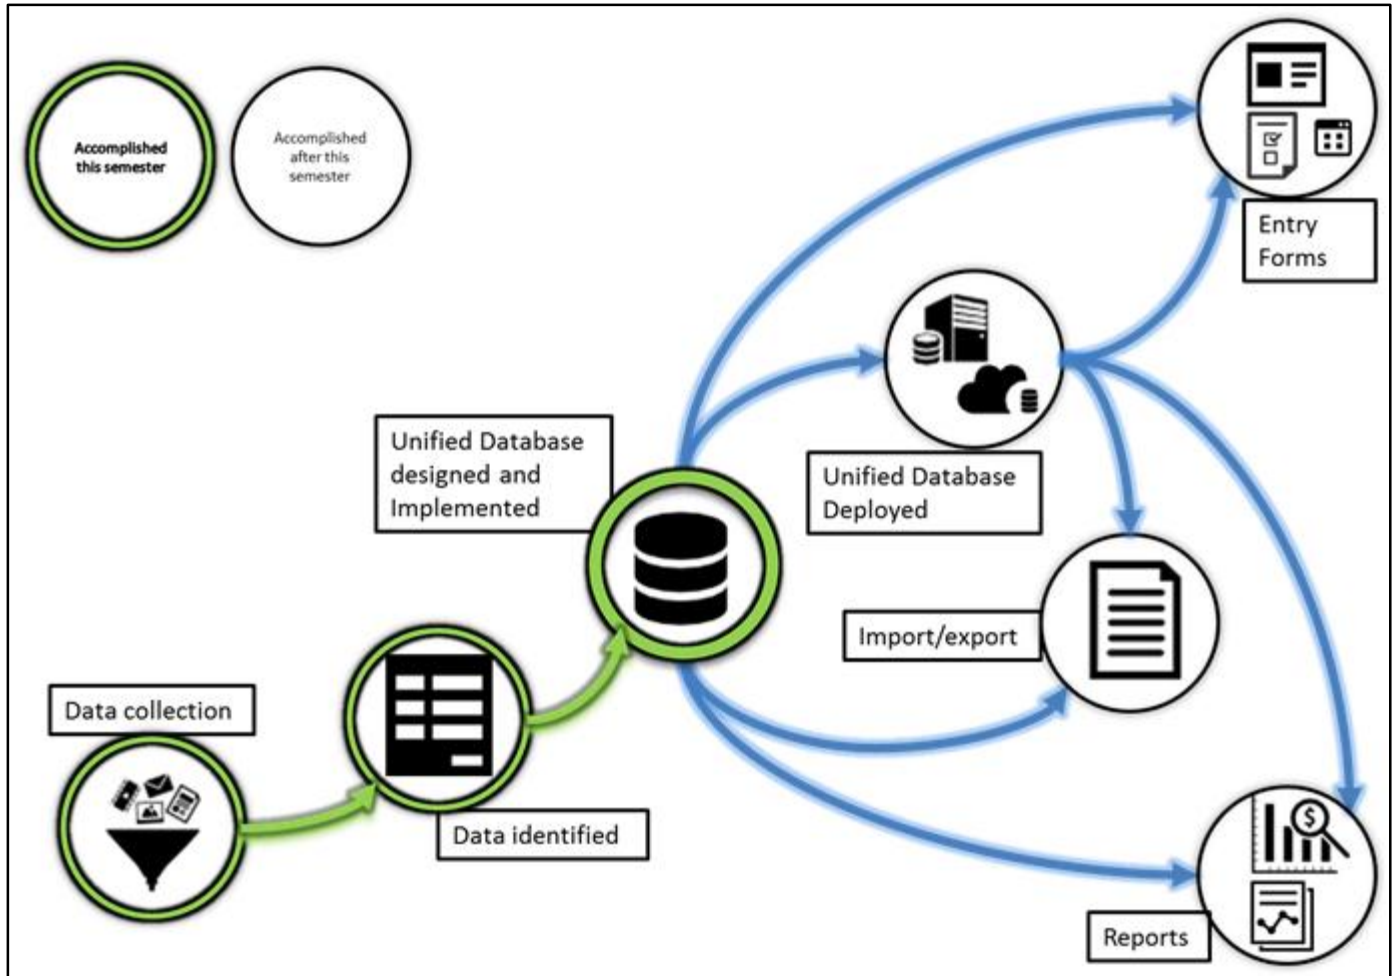 Accomplished
this semester
Accomplished
after this
semester
Entry
Forms
Unified Database
designed and
Implemented
Unified Database
Deployed
Import/export
Data collection
Data identified
Reports
$